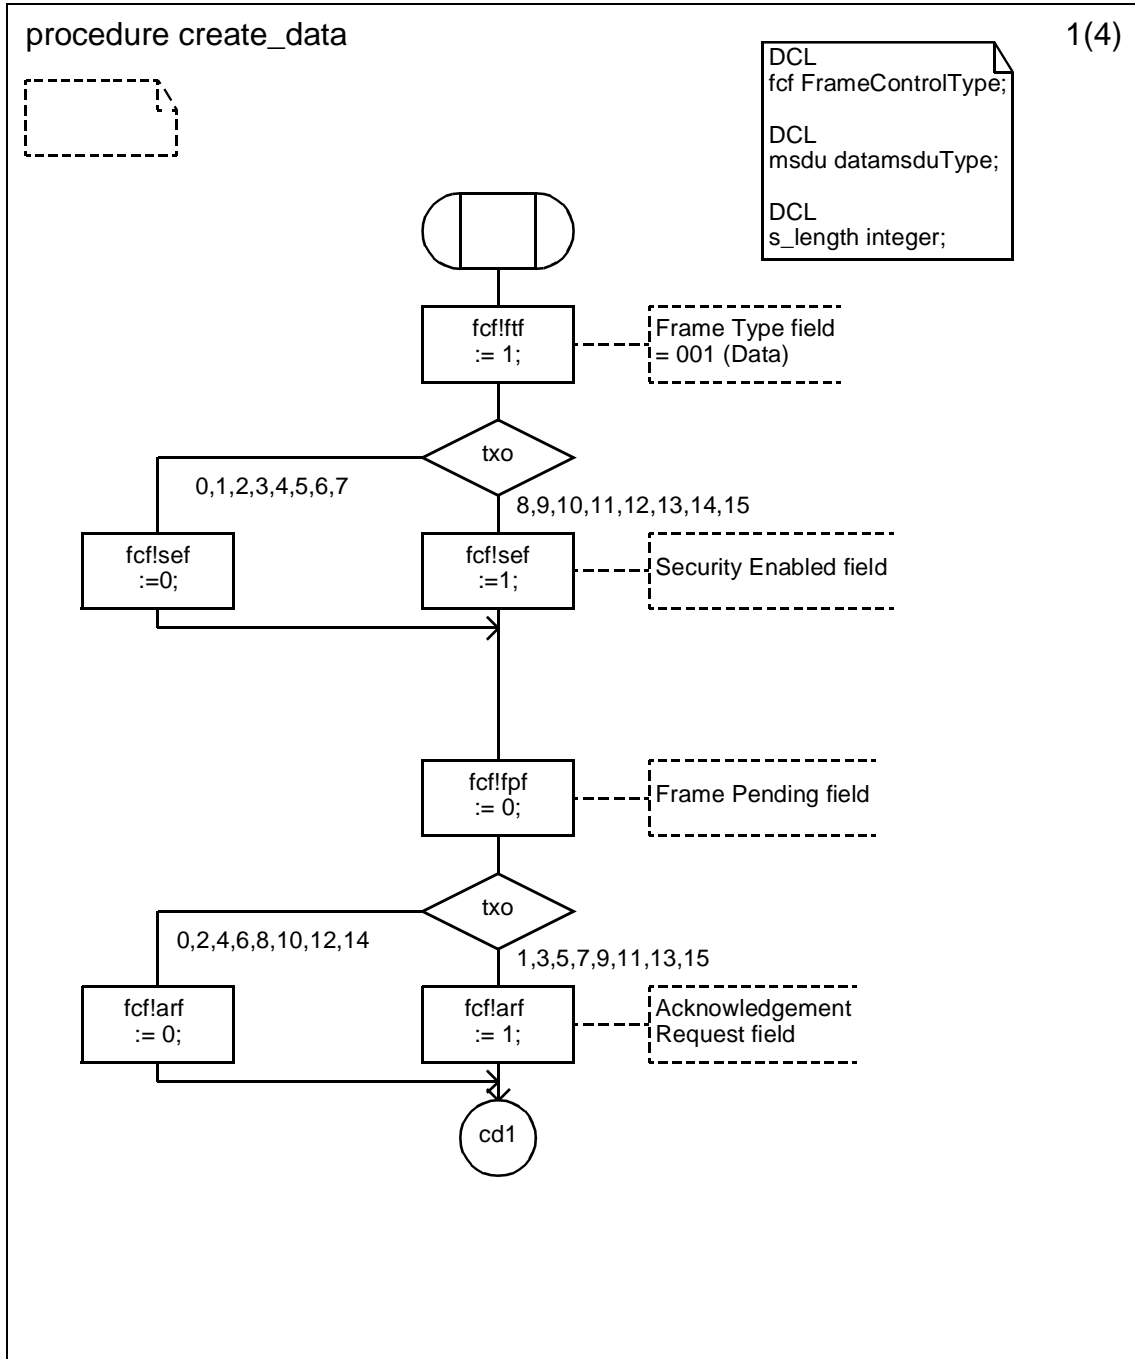 procedure create_data
1(4)
DCL
fcf FrameControlType;
DCL
msdu datamsduType;
DCL
s_length integer;
fcf!ftf
:= 1;
Frame Type field
= 001 (Data)
txo
0,1,2,3,4,5,6,7
8,9,10,11,12,13,14,15
fcf!sef
:=0;
fcf!sef
:=1;
Security Enabled field
fcf!fpf
:= 0;
Frame Pending field
txo
0,2,4,6,8,10,12,14
1,3,5,7,9,11,13,15
fcf!arf
:= 0;
fcf!arf
:= 1;
Acknowledgement
Request field
cd1